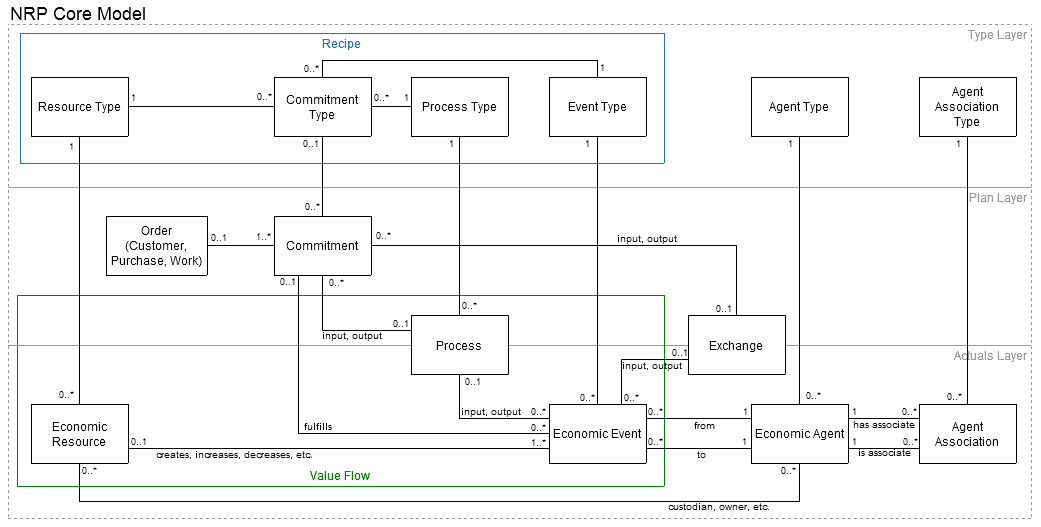 NRP Core Model
Type Layer
Recipe
0..*
1
Resource Type
1
0..*
Commitment
Type
0..*
1
Process Type
Event Type
Agent Type
Agent
Association
Type
1
0..1
1
1
1
1
Plan Layer
0..*
Order
(Customer,
Purchase, Work)
0..1
1..*
Commitment
0..*
input, output
0..1
0..*
0..*
0..1
0..1
input, output
Process
Exchange
Actuals Layer
0..1
input, output
0..1
0..*
0..*
0..*
0..*
0..*
Economic
Resource
input, output
0..*
fulfills
0..*
0..1
1..*
creates, increases, decreases, etc.
Economic Event
0..*
1
from
0..*
1
to
Economic Agent
1
0..*
has associate
1
0..*
is associate
Agent
Association
0..*
0..*
Value Flow
custodian, owner, etc.